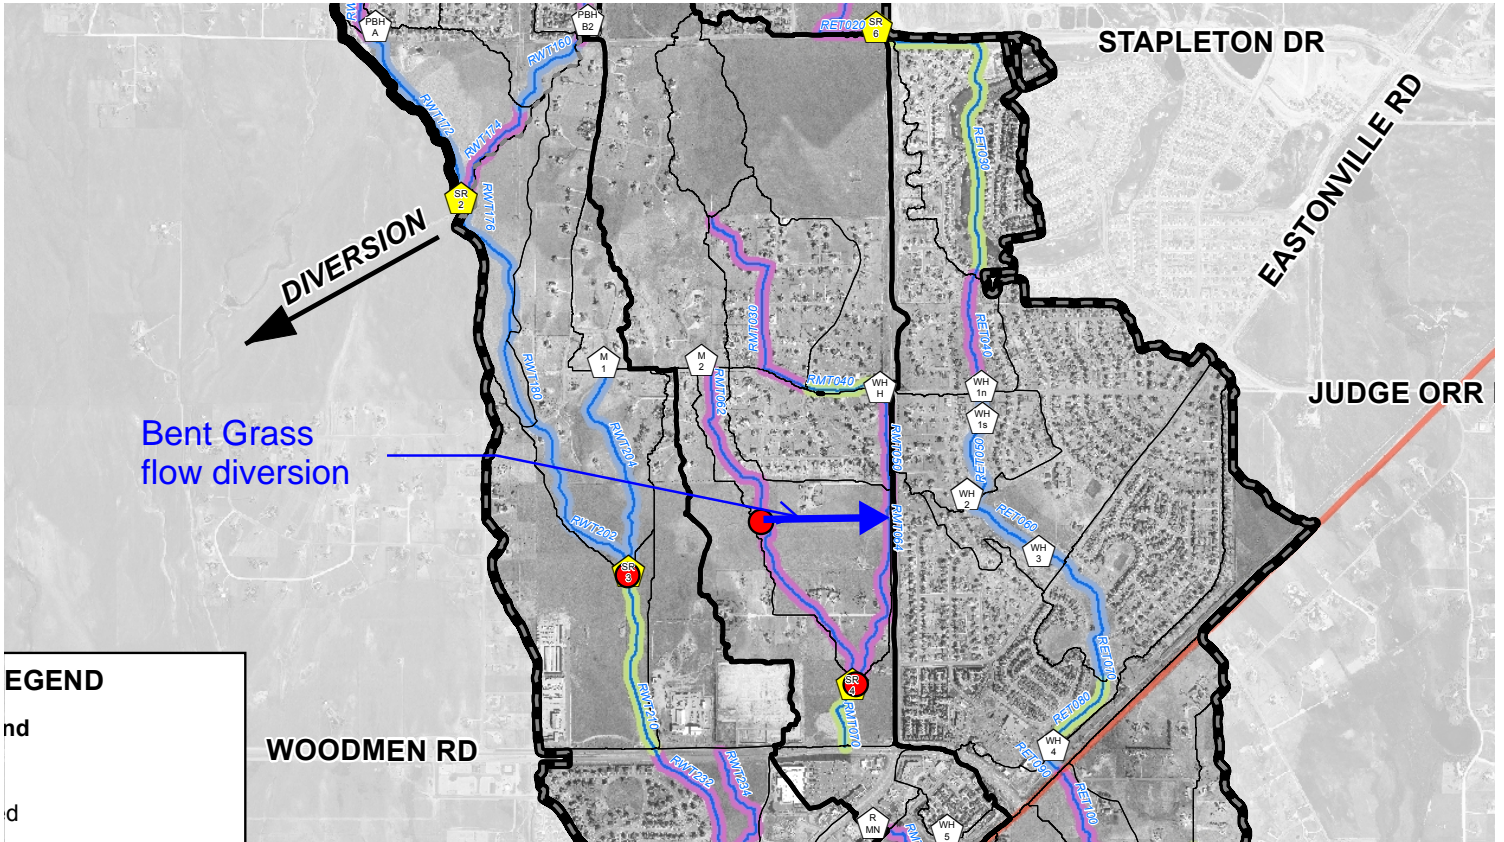 STAPLETON DR
EASTONVILLE RD
JUDGE ORR
DIVERSION
Bent Grass
flow diversion
WOODMEN RD
EGEND
nd
ed
PBH
A
PBH
B2
SR
6
SR
2
M
1
M
2
WH
H
WH
1n
WH
1s
WH
2
WH
3
SR
3
SR
4
WH
4
R
MN
WH
5
RET020
RWT160
RWT172
RWT174
RWT176
RET030
RMT030
RET040
RMT040
RWT180
RMT062
RWT204
RMT050
RET050
RWT202
RMT064
RET060
RET070
RET080
RWT210
RMT070
RWT232
RWT234
RET090
RET100